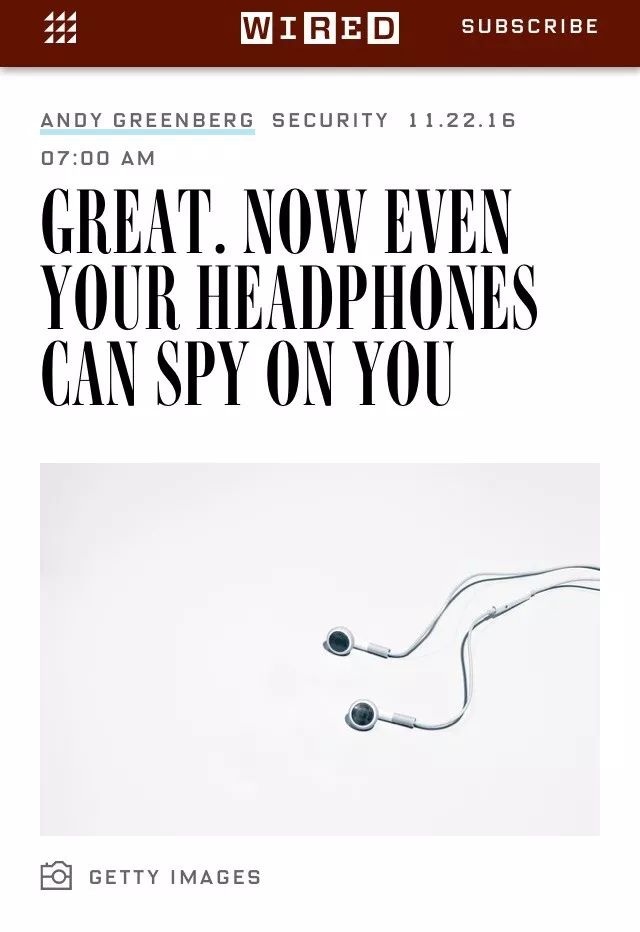 WIRED SUBSCRIBE
ANDY GREENBERG SECURITY 11.22.16
07:00 AM
GREAT. NOW EVEN
YOUR HEADPHONES
CAN SPY ON YOU
GETTY IMAGES